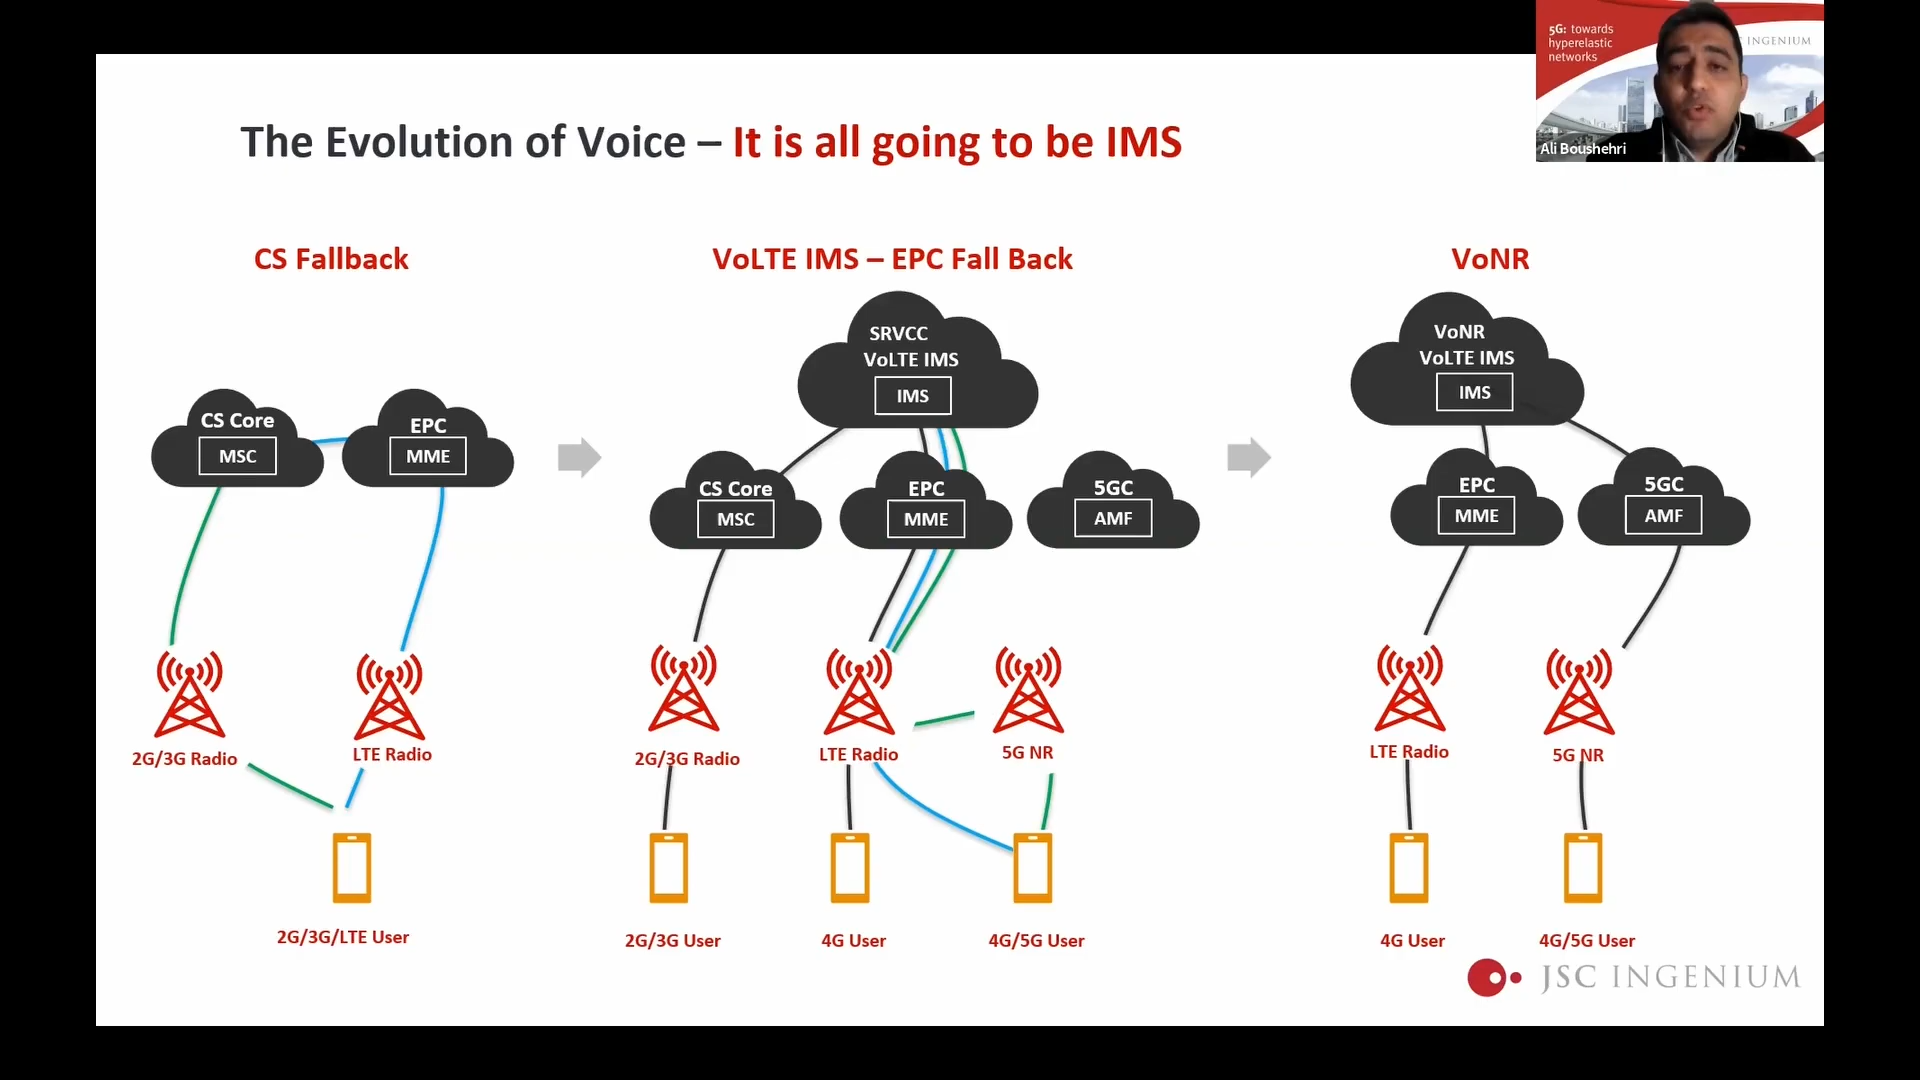 5G: towards
hyperelastic
networks
INGENIUM
Ali Boushehri
The Evolution of Voice – It is all going to be IMS
CS Fallback
VoLTE IMS – EPC Fall Back
VoNR
CS Core
MSC
EPC
MME
SRVCC
VoLTE IMS
IMS
CS Core
MSC
EPC
MME
5GC
AMF
VoNR
VoLTE IMS
IMS
EPC
MME
5GC
AMF
2G/3G Radio
LTE Radio
2G/3G Radio
LTE Radio
5G NR
LTE Radio
5G NR
2G/3G/LTE User
2G/3G User
4G User
4G/5G User
4G User
4G/5G User
JSC INGENIUM